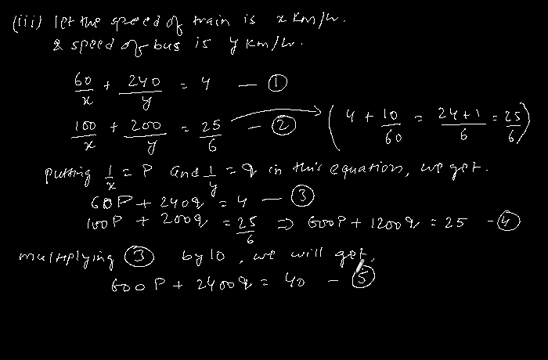 (iii) let the speed of train is x km/hr.
& speed of bus is y km/hr.
60/x + 240/y = 4 — ①
100/x + 200/y = 25/6 — ② → (4 + 10/60 = 24+1/6 = 25/6)
putting 1/x = P and 1/y = q in this equation, we get.
60P + 240q = 4 — ③
100P + 200q = 25/6 ⇒ 600P + 1200q = 25 — ④
multiplying ③ by 10, we will get,
600P + 2400q = 40 — ⑤